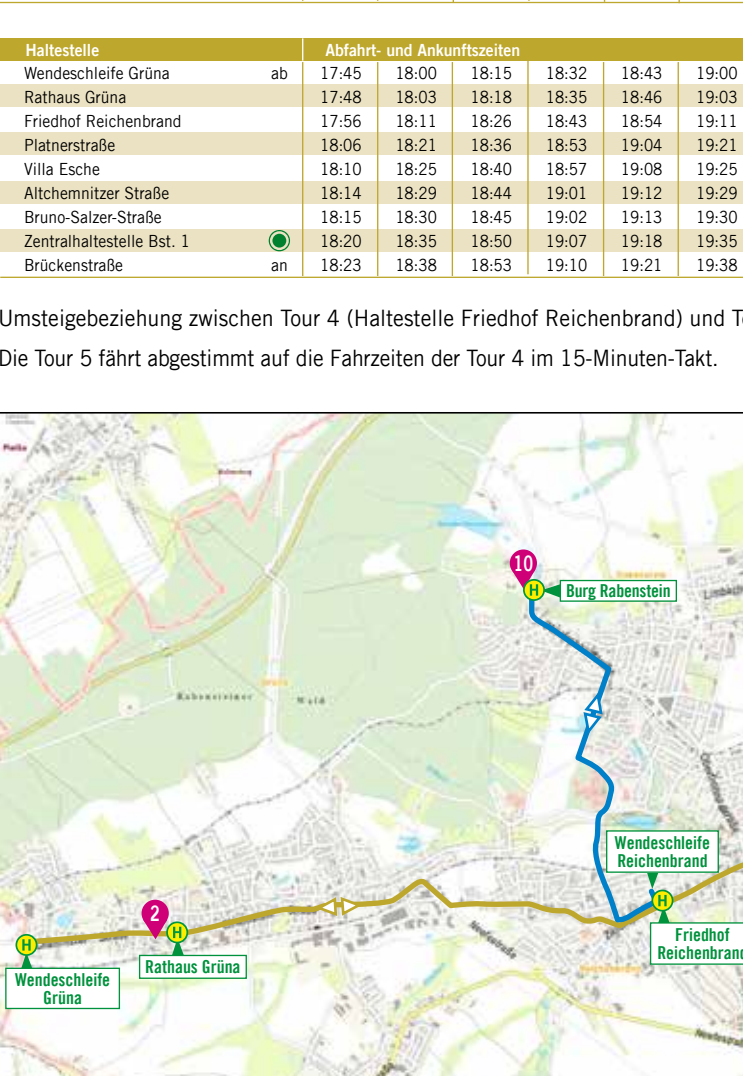 Haltestelle Abfahrt- und Ankunftszeiten
Wendeschleife Grüna ab 17:45 18:00 18:15 18:32 18:43 19:00
Rathaus Grüna 17:48 18:03 18:18 18:35 18:46 19:03
Friedhof Reichenbrand 17:56 18:11 18:26 18:43 18:54 19:11
Platnerstraße 18:06 18:21 18:36 18:53 19:04 19:21
Villa Esche 18:10 18:25 18:40 18:57 19:08 19:25
Altchemnitzer Straße 18:14 18:29 18:44 19:01 19:12 19:29
Bruno-Salzer-Straße 18:15 18:30 18:45 19:02 19:13 19:30
Zentralhaltestelle Bst. 1 18:20 18:35 18:50 19:07 19:18 19:35
Brückenstraße an 18:23 18:38 18:53 19:10 19:21 19:38
Umsteigebeziehung zwischen Tour 4 (Haltestelle Friedhof Reichenbrand) und
Die Tour 5 fährt abgestimmt auf die Fahrzeiten der Tour 4 im 15-Minuten-Takt.
10
H Burg Rabenstein
Rabensteiner Wald
Wendeschleife
Reichenbrand
H
Friedhof
Reichenbrand
2
H
Rathaus Grüna
H
Wendeschleife
Grüna
Neefestraße